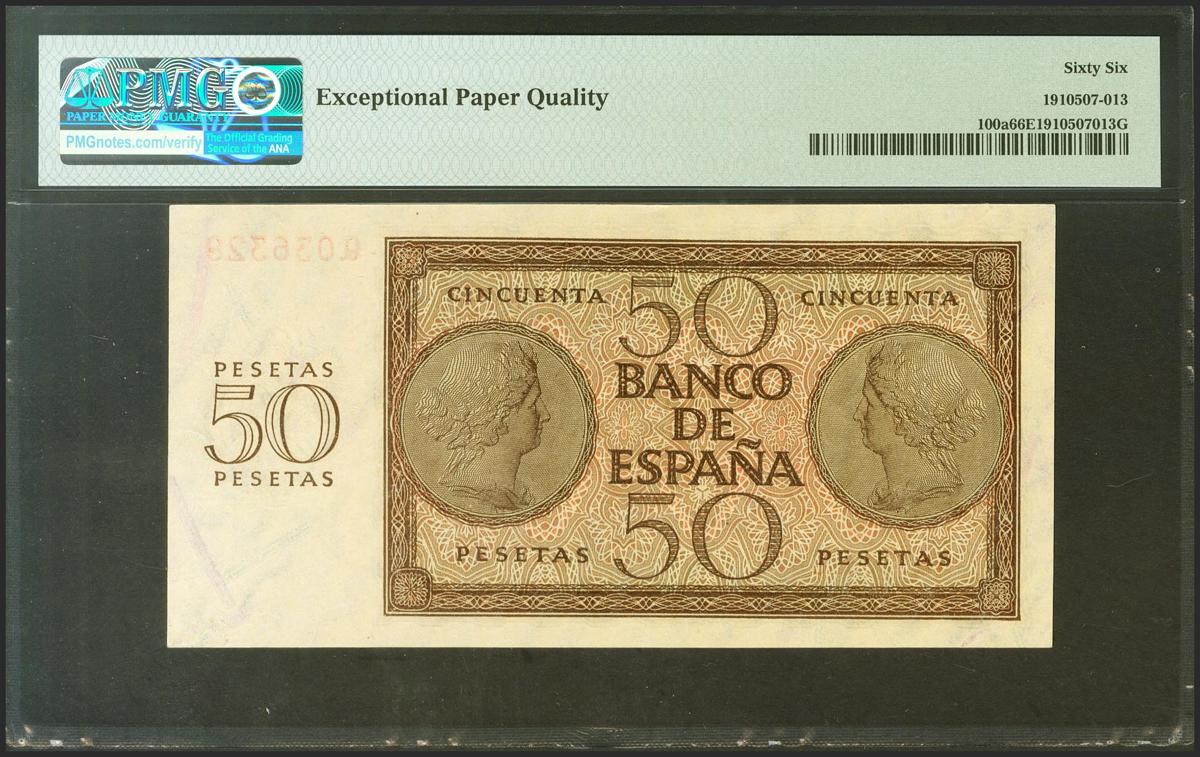 PMG
PAPER MONEY GUARANTY
PMGnotes.com/verify
The Official Grading
Service of the ANA
Exceptional Paper Quality
Sixty Six
1910507-013
100a66E1910507013G
Q036328
CINCUENTA 50 CINCUENTA
PESETAS
50
PESETAS
BANCO
DE
ESPAÑA
PESETAS 50 PESETAS